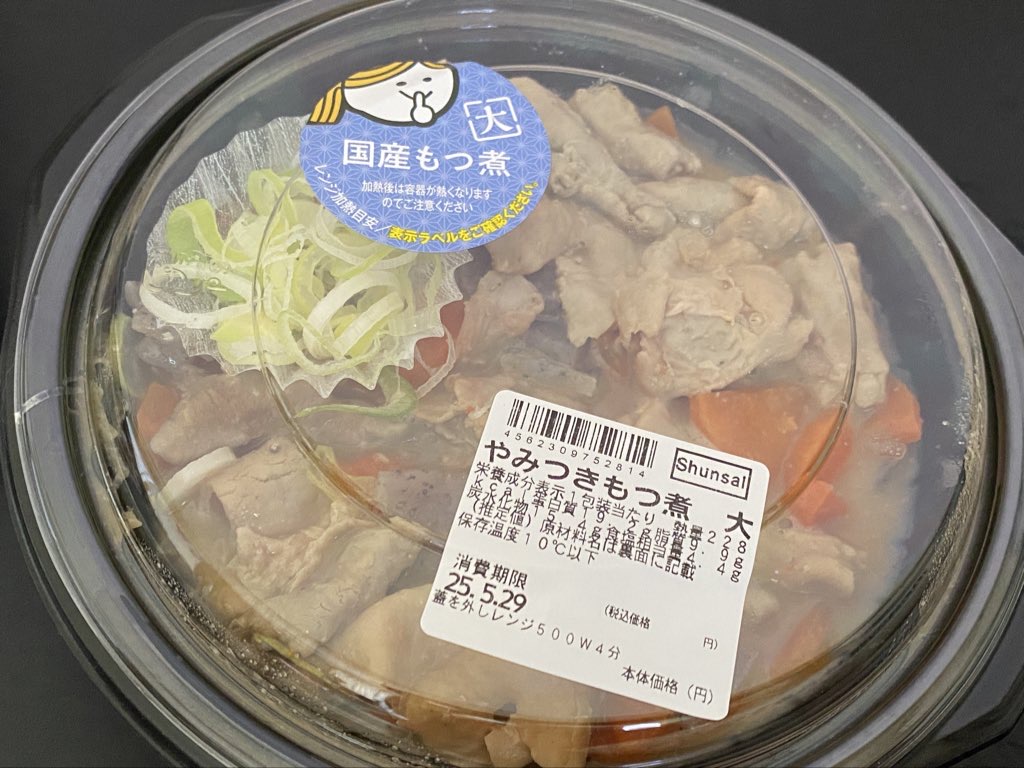 大
国産もつ煮
加熱後は容器が熱くなります
のでご注意ください
レンジ加熱目安/表示ラベルをご確認ください。
4562309752814
Shunsai
やみつきもつ煮 大
栄養成分表示1包装当たり 熱量
保存温度10℃以下
消費期限
25.5.29
(税込価格 円)
蓋を外しレンジ500W4分
本体価格(円)